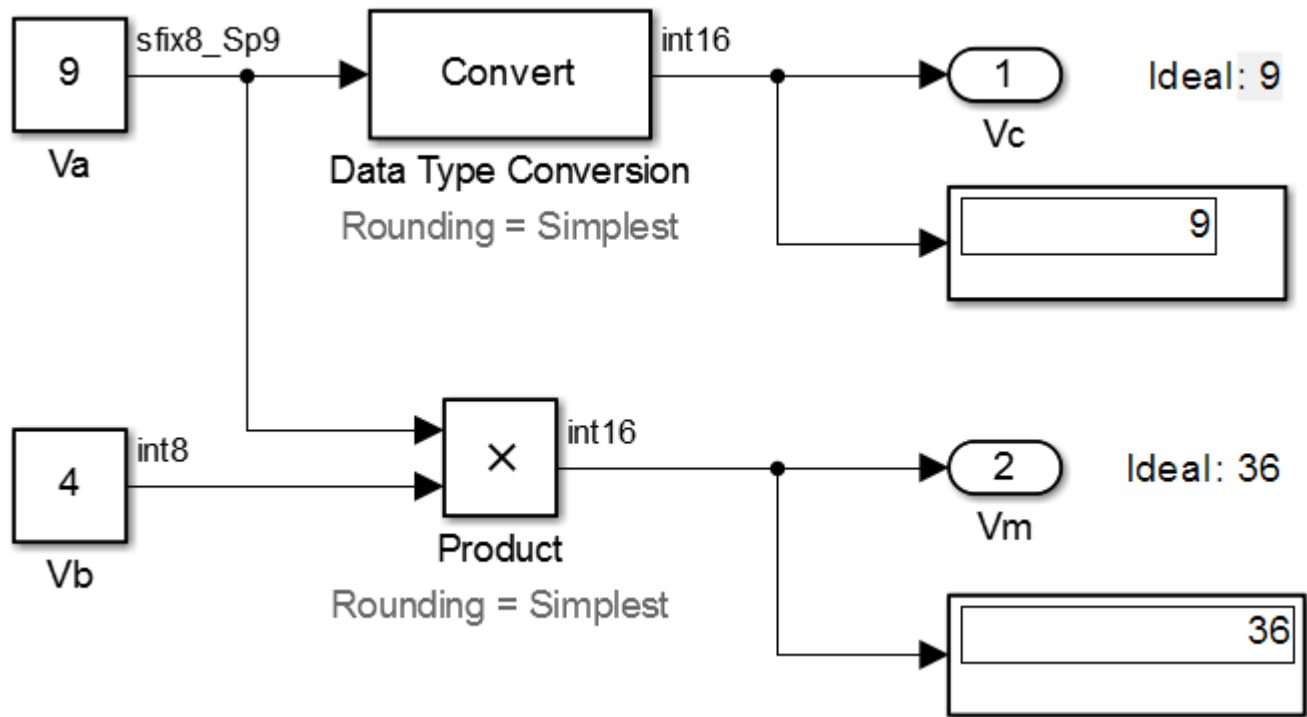 sfix8_Sp9
int16
9
Convert
1
Ideal: 9
Va
Data Type Conversion
Vc
Rounding = Simplest
9
int8
int16
4
×
2
Ideal: 36
Vb
Product
Vm
Rounding = Simplest
36